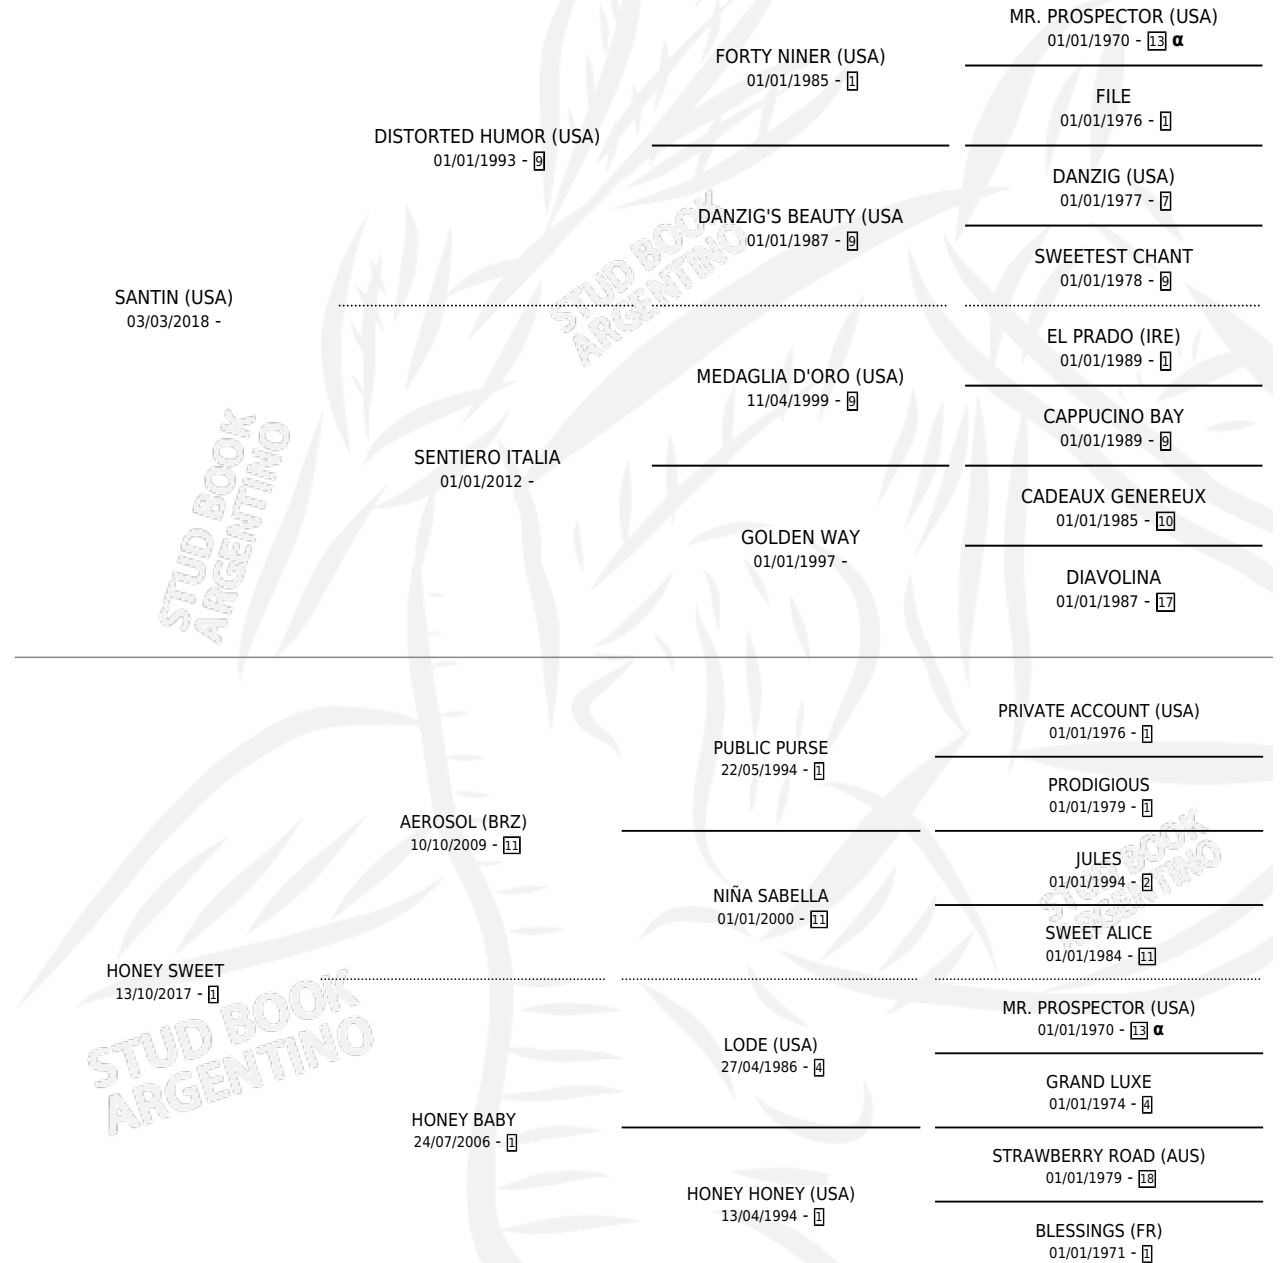 MR. PROSPECTOR (USA)
01/01/1970 - 13 α
FORTY NINER (USA)
01/01/1985 - 1
FILE
01/01/1976 - 1
DISTORTED HUMOR (USA)
01/01/1993 - 9
DANZIG (USA)
01/01/1977 - 7
DANZIG'S BEAUTY (USA
01/01/1987 - 9
SWEETEST CHANT
01/01/1978 - 9
STUD BOOK
ARGENTINO
SANTIN (USA)
03/03/2018 -
EL PRADO (IRE)
01/01/1989 - 1
MEDAGLIA D'ORO (USA)
11/04/1999 - 9
CAPPUCINO BAY
01/01/1989 - 9
SENTIERO ITALIA
01/01/2012 -
CADEAUX GENEREUX
01/01/1985 - 10
GOLDEN WAY
01/01/1997 -
DIAVOLINA
01/01/1987 - 17
STUD BOOK
ARGENTINO
PRIVATE ACCOUNT (USA)
01/01/1976 - 1
PUBLIC PURSE
22/05/1994 - 1
PRODIGIOUS
01/01/1979 - 1
AEROSOL (BRZ)
10/10/2009 - 11
JULES
01/01/1994 - 2
NIÑA SABELLA
01/01/2000 - 11
SWEET ALICE
01/01/1984 - 11
STUD BOOK
ARGENTINO
HONEY SWEET
13/10/2017 - 1
MR. PROSPECTOR (USA)
01/01/1970 - 13 α
LODE (USA)
27/04/1986 - 4
GRAND LUXE
01/01/1974 - 4
STUD BOOK
ARGENTINO
HONEY BABY
24/07/2006 - 1
STRAWBERRY ROAD (AUS)
01/01/1979 - 18
HONEY HONEY (USA)
13/04/1994 - 1
BLESSINGS (FR)
01/01/1971 - 1